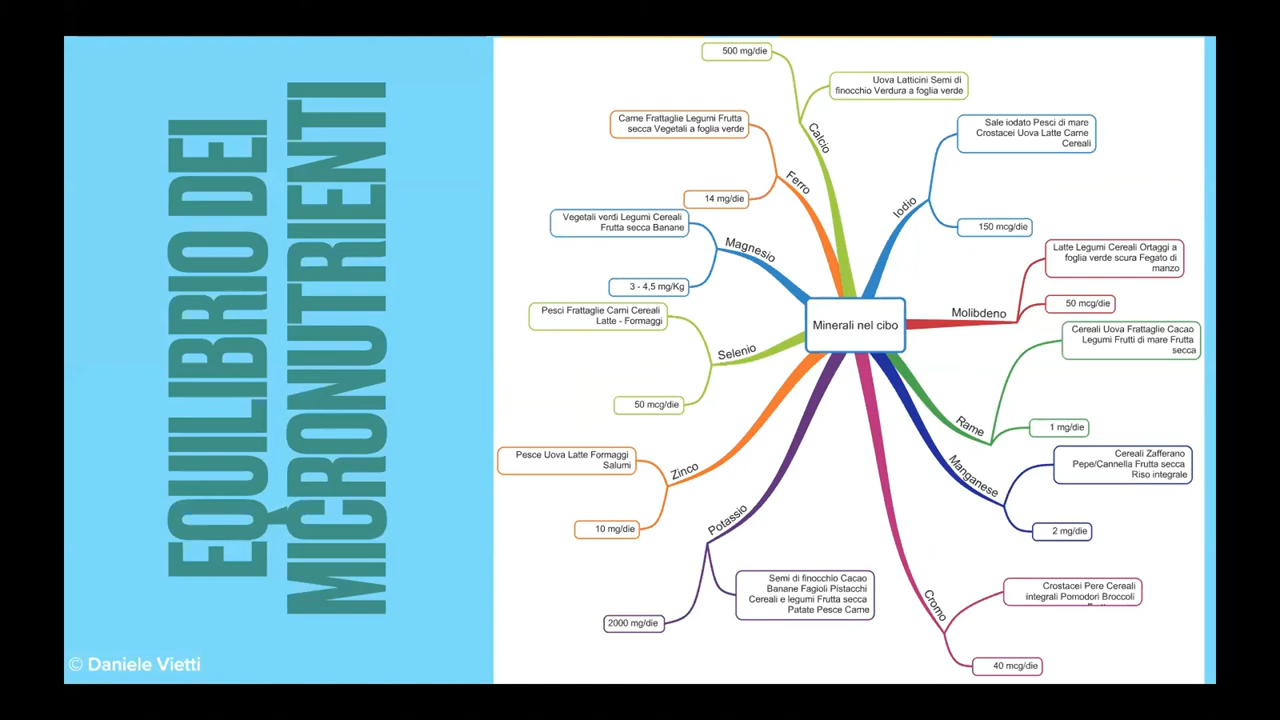 EQUILIBRIO DEI
MICRONUTRIENTI
© Daniele Vietti
Minerali nel cibo
Calcio
500 mg/die
Uova Latticini Semi di
finocchio Verdura a foglia verde
Iodio
Sale iodato Pesci di mare
Crostacei Uova Latte Carne
Cereali
150 mcg/die
Molibdeno
Latte Legumi Cereali Ortaggi a
foglia verde scura Fegato di
manzo
50 mcg/die
Rame
Cereali Uova Frattaglie Cacao
Legumi Frutti di mare Frutta
secca
1 mg/die
Manganese
Cereali Zafferano
Pepe/Cannella Frutta secca
Riso integrale
2 mg/die
Cromo
Crostacei Pere Cereali
integrali Pomodori Broccoli
40 mcg/die
Potassio
Semi di finocchio Cacao
Banane Fagioli Pistacchi
Cereali e legumi Frutta secca
Patate Pesce Carne
2000 mg/die
Zinco
Pesce Uova Latte Formaggi
Salumi
10 mg/die
Selenio
Pesci Frattaglie Carni Cereali
Latte - Formaggi
50 mcg/die
Magnesio
Vegetali verdi Legumi Cereali
Frutta secca Banane
3 - 4,5 mg/Kg
Ferro
Carne Frattaglie Legumi Frutta
secca Vegetali a foglia verde
14 mg/die